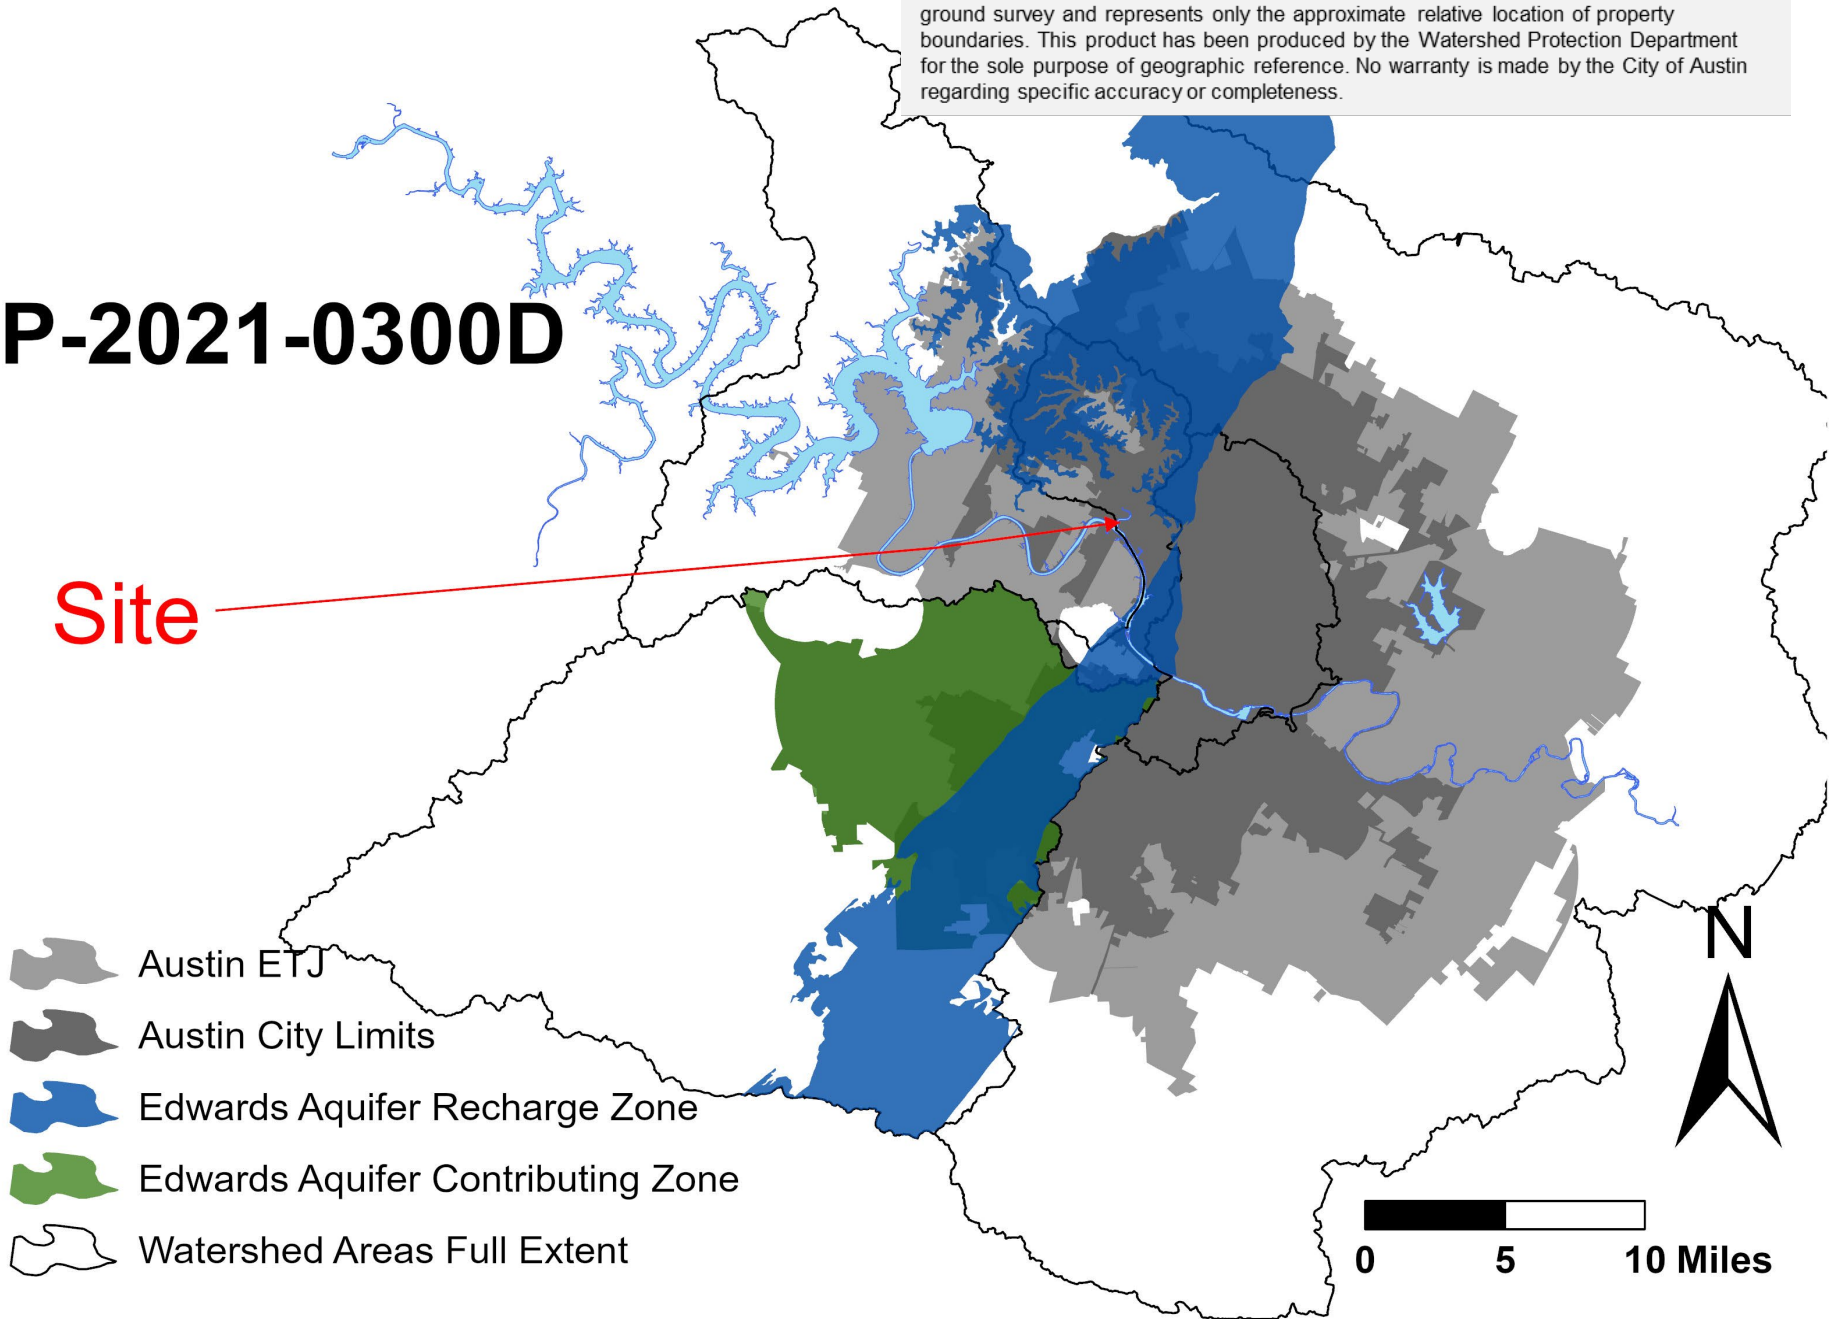 ground survey and represents only the approximate relative location of property
boundaries. This product has been produced by the Watershed Protection Department
for the sole purpose of geographic reference. No warranty is made by the City of Austin
regarding specific accuracy or completeness.
P-2021-0300D
Site
N
Austin ETJ
Austin City Limits
Edwards Aquifer Recharge Zone
Edwards Aquifer Contributing Zone
Watershed Areas Full Extent
0 5 10 Miles